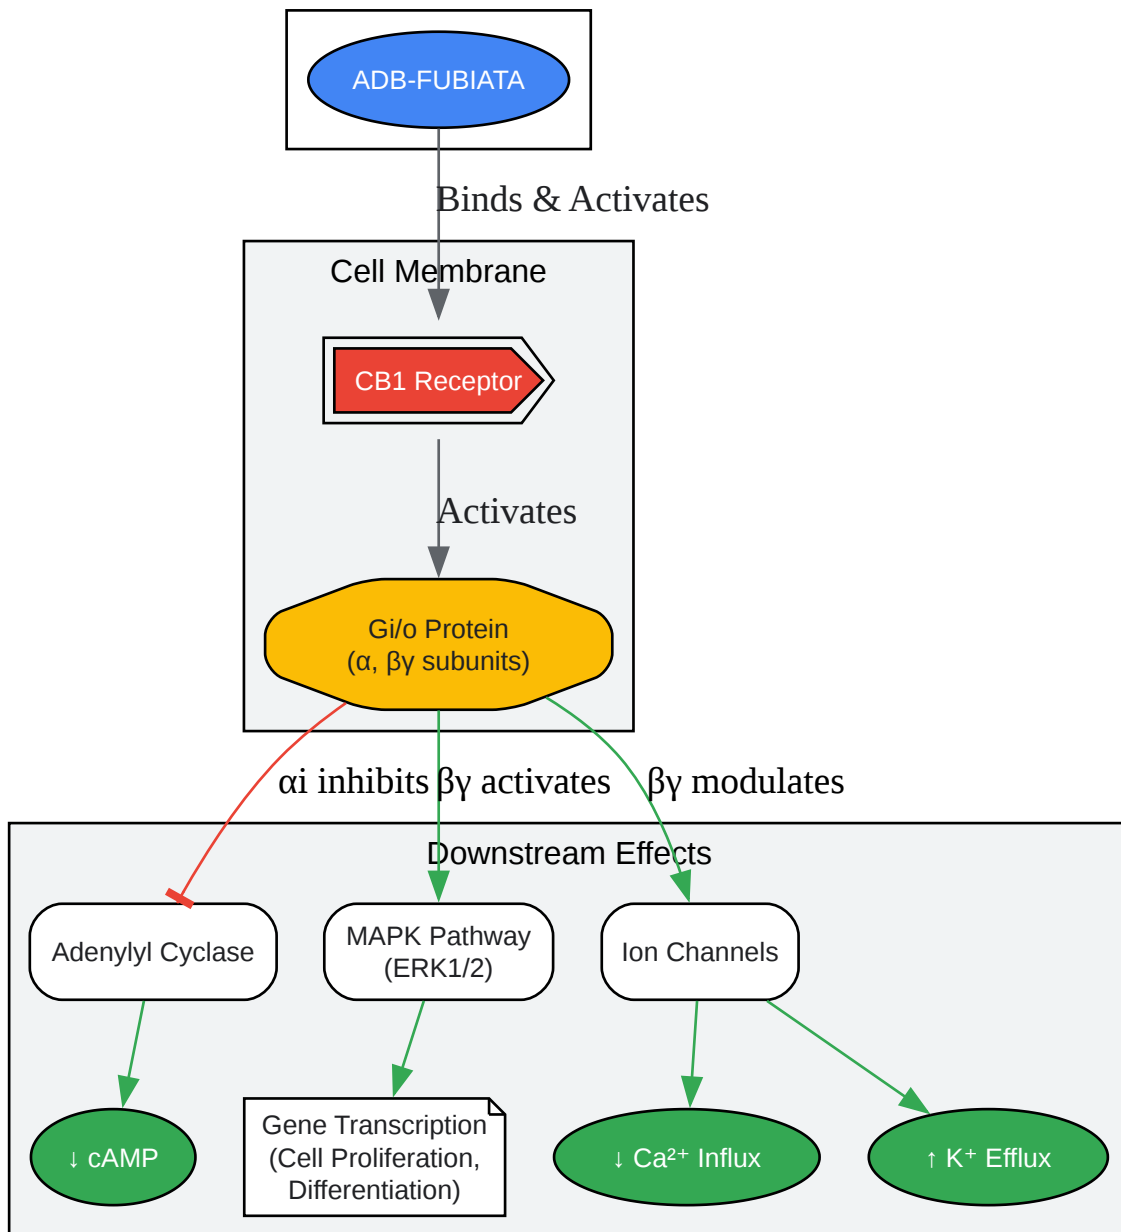 ADB-FUBIATA
Binds & Activates
Cell Membrane
CB1 Receptor
Activates
Gi/o Protein
(α, βγ subunits)
αi inhibits
βγ activates
βγ modulates
Downstream Effects
Adenylyl Cyclase
MAPK Pathway
(ERK1/2)
Ion Channels
↓ cAMP
Gene Transcription
(Cell Proliferation,
Differentiation)
↓ Ca²⁺ Influx
↑ K⁺ Efflux